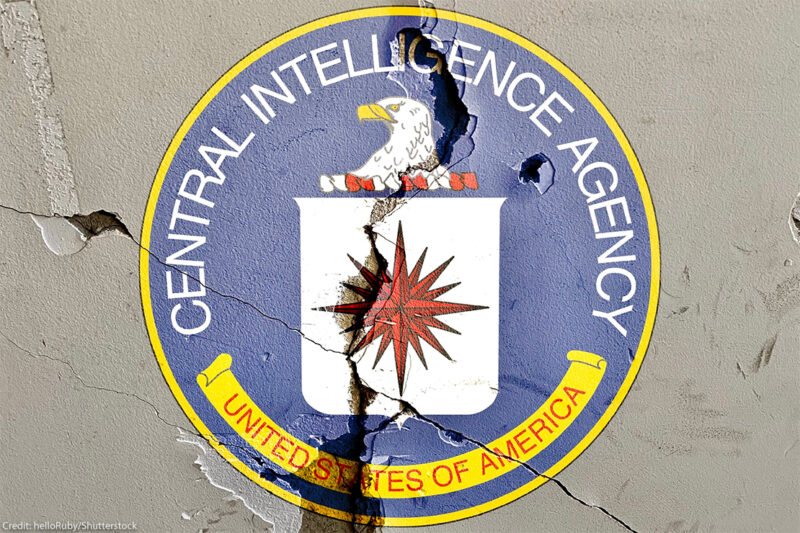 CENTRAL INTELLIGENCE AGENCY
UNITED STATES OF AMERICA
Credit: helloRuby/Shutterstock